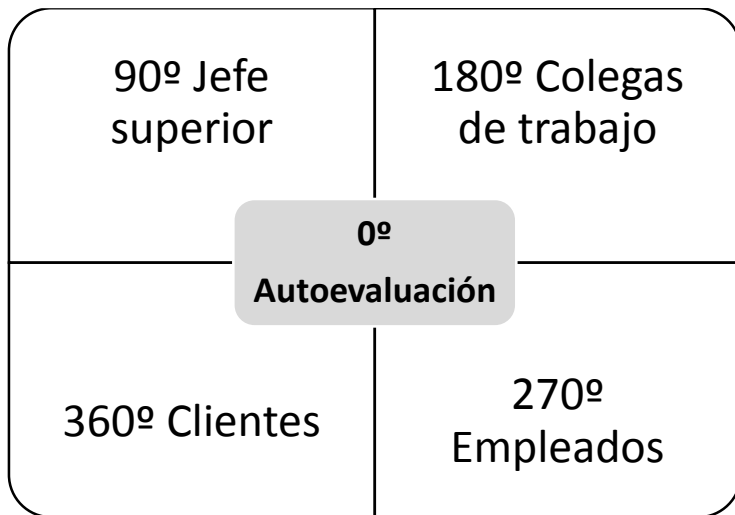 90º Jefe
superior
180º Colegas
de trabajo
0º
Autoevaluación
360º Clientes
270º
Empleados